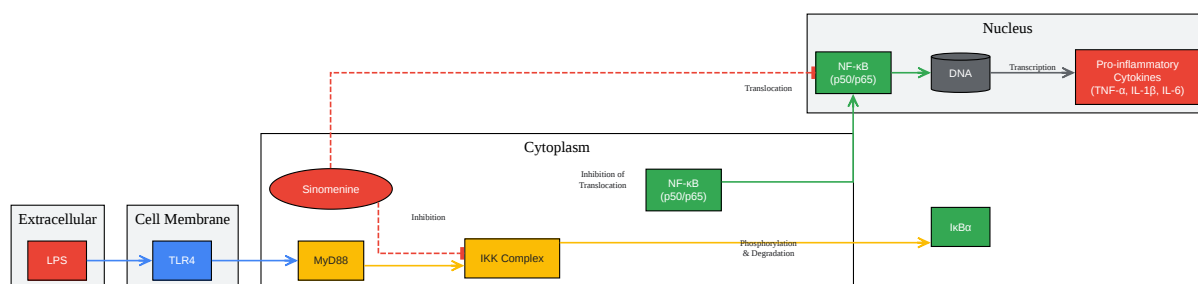 Nucleus
NF-κB
(p50/p65)
DNA
Transcription
Pro-inflammatory
Cytokines
(TNF-α, IL-1β, IL-6)
Translocation
Cytoplasm
Sinomenine
Inhibition of
Translocation
NF-κB
(p50/p65)
Extracellular
Cell Membrane
Inhibition
IκBα
LPS
TLR4
MyD88
IKK Complex
Phosphorylation
& Degradation